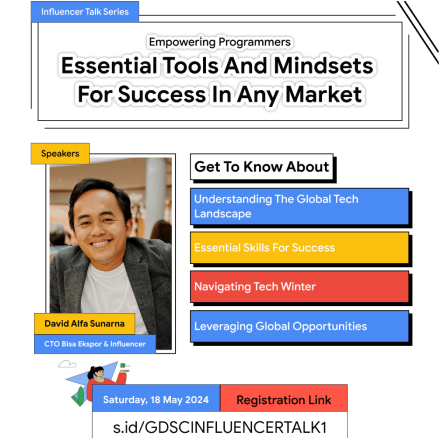 Influencer Talk Series
Empowering Programmers
Essential Tools And Mindsets
For Success In Any Market
Speakers
David Alfa Sunarna
CTO Bisa Ekspor & Influencer
Get To Know About
Understanding The Global Tech
Landscape
Essential Skills For Success
Navigating Tech Winter
Leveraging Global Opportunities
Saturday, 18 May 2024
Registration Link
s.id/GDSCINFLUENCERTALK1